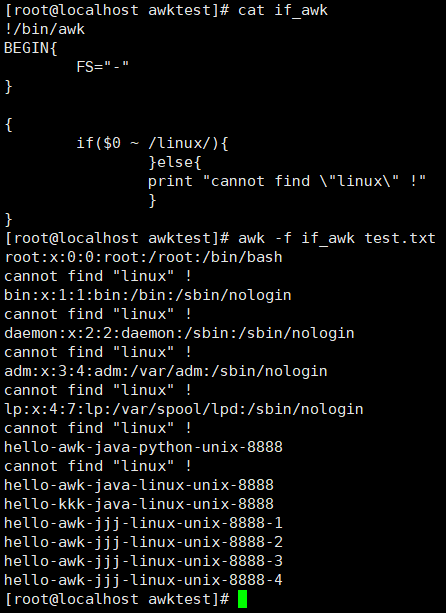 [root@localhost awktest]# cat if_awk
!/bin/awk
BEGIN{
        FS="-"
}

{
        if($0 ~ /linux/){
                }else{
                print "cannot find \"linux\" !"
                }
}
[root@localhost awktest]# awk -f if_awk test.txt
root:x:0:0:root:/root:/bin/bash
cannot find "linux" !
bin:x:1:1:bin:/bin:/sbin/nologin
cannot find "linux" !
daemon:x:2:2:daemon:/sbin:/sbin/nologin
cannot find "linux" !
adm:x:3:4:adm:/var/adm:/sbin/nologin
cannot find "linux" !
lp:x:4:7:lp:/var/spool/lpd:/sbin/nologin
cannot find "linux" !
hello-awk-java-python-unix-8888
cannot find "linux" !
hello-awk-java-linux-unix-8888
hello-kkk-java-linux-unix-8888
hello-awk-jjj-linux-unix-8888-1
hello-awk-jjj-linux-unix-8888-2
hello-awk-jjj-linux-unix-8888-3
hello-awk-jjj-linux-unix-8888-4
[root@localhost awktest]#